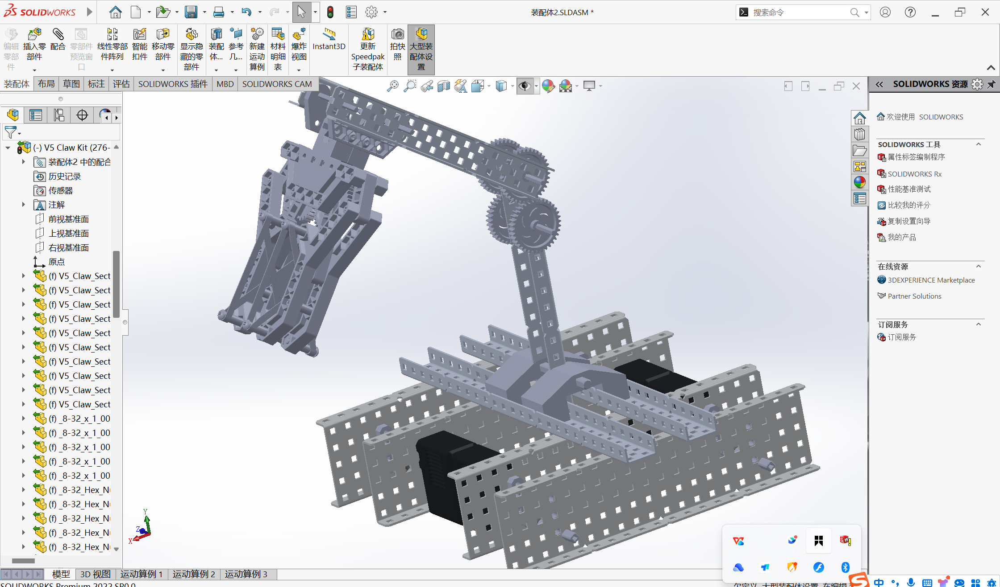 SOLIDWORKS
装配体2.SLDASM *
搜索命令
编辑零部件
插入零部件
配合
零部件预览窗口
线性零部件阵列
智能扣件
移动零部件
显示隐藏的零部件
装配体...
参考几...
新建运动算例
材料明细表
爆炸视图
Instant3D
更新Speedpak子装配体
拍快照
大型装配体设置
装配体 布局 草图 标注 评估 SOLIDWORKS 插件 MBD SOLIDWORKS CAM
(-) V5 Claw Kit (276-
装配体2 中的配合
历史记录
传感器
注解
前视基准面
上视基准面
右视基准面
原点
(f) V5_Claw_Sect
(f) V5_Claw_Sect
(f) V5_Claw_Sect
(f) V5_Claw_Sect
(f) V5_Claw_Sect
(f) V5_Claw_Sect
(f) V5_Claw_Sect
(f) V5_Claw_Sect
(f) V5_Claw_Sect
(f) V5_Claw_Sect
(f) _8-32_x_1_00
(f) _8-32_x_1_00
(f) _8-32_x_1_00
(f) _8-32_x_1_00
(f) _8-32_x_1_00
(f) _8-32_Hex_Nu
(f) _8-32_Hex_Nu
(f) _8-32_Hex_Nu
(f) _8-32_Hex_Nu
(f) _8-32_Hex_Nu
Y
Z
X
模型 3D 视图 运动算例 1 运动算例 2 运动算例 3
SOLIDWORKS Premium 2022 SP0.0
SOLIDWORKS 资源
欢迎使用 SOLIDWORKS
SOLIDWORKS 工具
属性标签编制程序
SOLIDWORKS Rx
性能基准测试
比较我的评分
复制设置向导
我的产品
在线资源
3DEXPERIENCE Marketplace
Partner Solutions
订阅服务
订阅服务
欠定义 大型装配体设置 在编辑
中